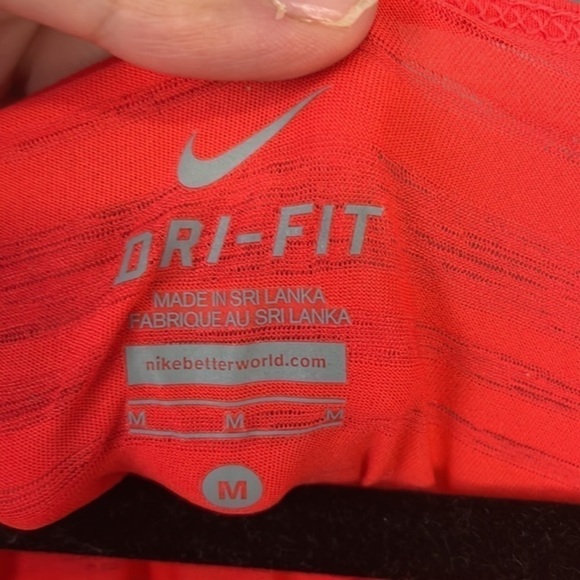 DRI-FIT
MADE IN SRI LANKA
FABRIQUE AU SRI LANKA
nikebetterworld.com
M M M
M